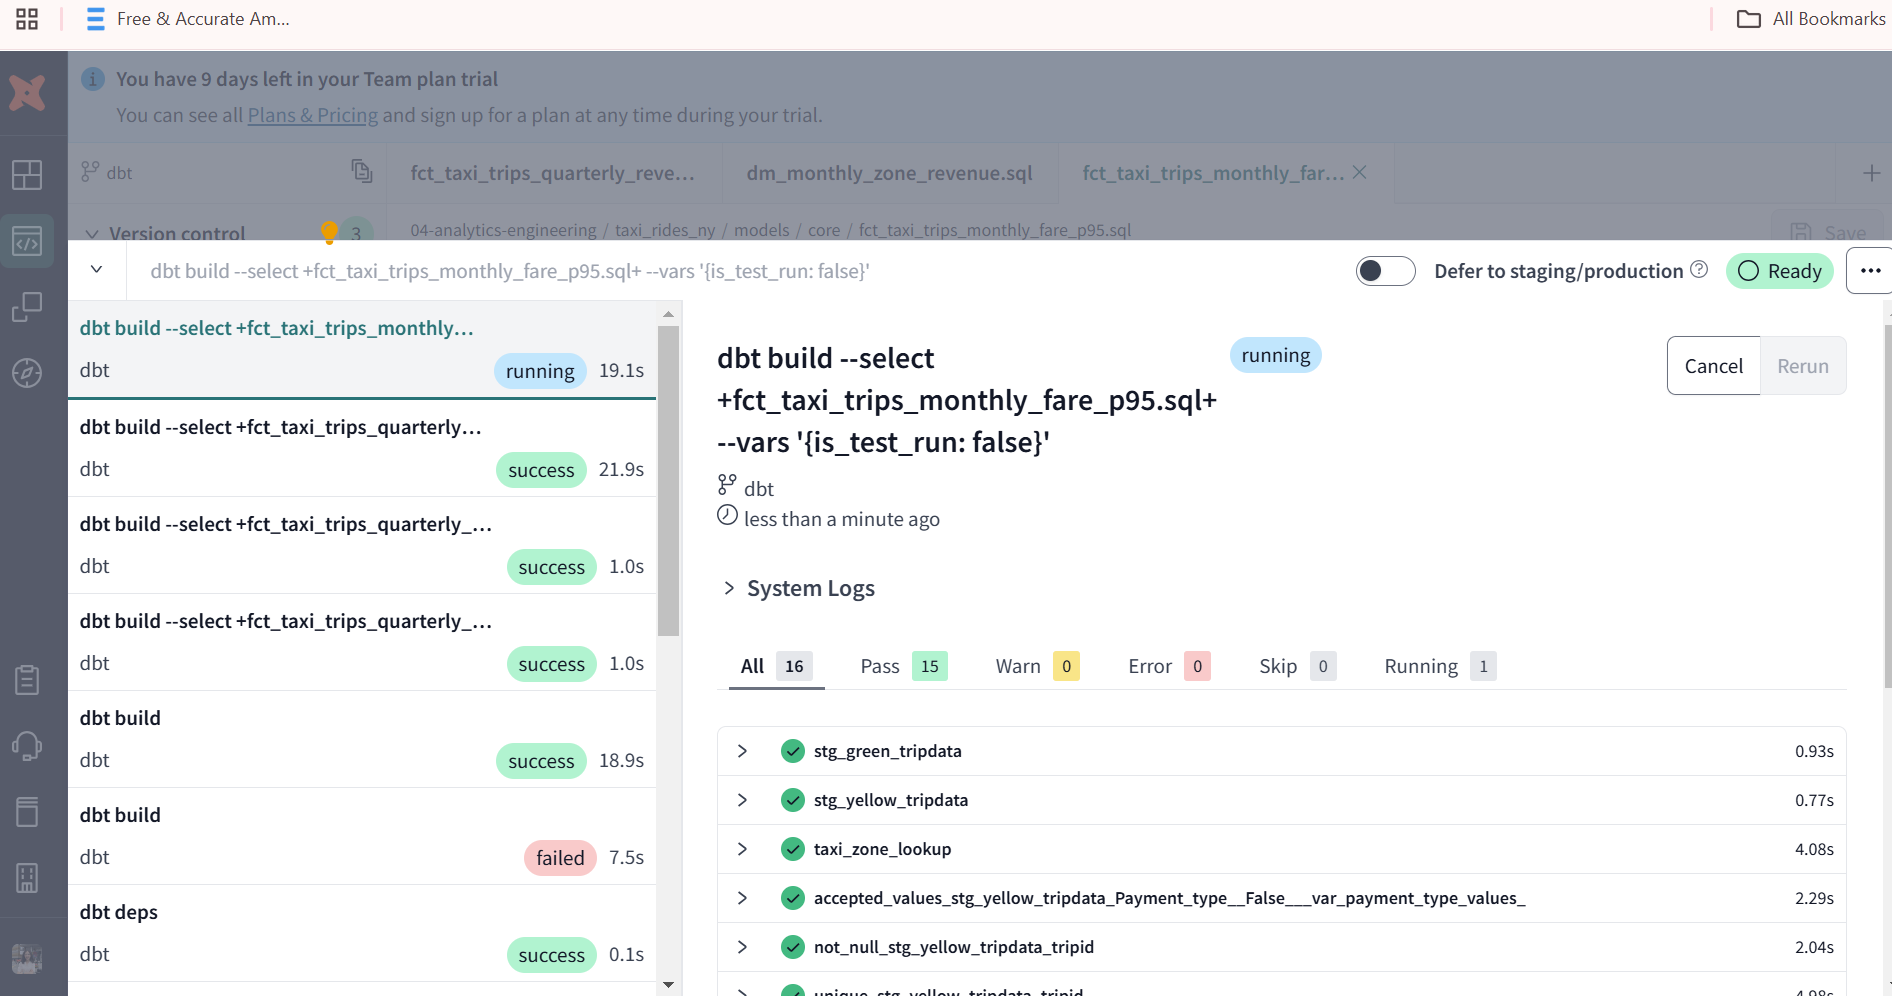 Free & Accurate Am...
All Bookmarks
You have 9 days left in your Team plan trial
You can see all Plans & Pricing and sign up for a plan at any time during your trial.
dbt
fct_taxi_trips_quarterly_reve...
dm_monthly_zone_revenue.sql
fct_taxi_trips_monthly_far...
Version control
3
04-analytics-engineering / taxi_rides_ny / models / core / fct_taxi_trips_monthly_fare_p95.sql
Save
dbt build --select +fct_taxi_trips_monthly_fare_p95.sql+ --vars '{is_test_run: false}'
Defer to staging/production
Ready
dbt build --select +fct_taxi_trips_monthly...
dbt
running
19.1s
dbt build --select +fct_taxi_trips_quarterly...
dbt
success
21.9s
dbt build --select +fct_taxi_trips_quarterly_...
dbt
success
1.0s
dbt build --select +fct_taxi_trips_quarterly_...
dbt
success
1.0s
dbt build
dbt
success
18.9s
dbt build
dbt
failed
7.5s
dbt deps
dbt
success
0.1s
dbt build --select
+fct_taxi_trips_monthly_fare_p95.sql+
--vars '{is_test_run: false}'
running
Cancel
Rerun
dbt
less than a minute ago
System Logs
All 16
Pass 15
Warn 0
Error 0
Skip 0
Running 1
stg_green_tripdata 0.93s
stg_yellow_tripdata 0.77s
taxi_zone_lookup 4.08s
accepted_values_stg_yellow_tripdata_Payment_type__False___var_payment_type_values_ 2.29s
not_null_stg_yellow_tripdata_tripid 2.04s
unique_stg_yellow_tripdata_tripid 4.98s